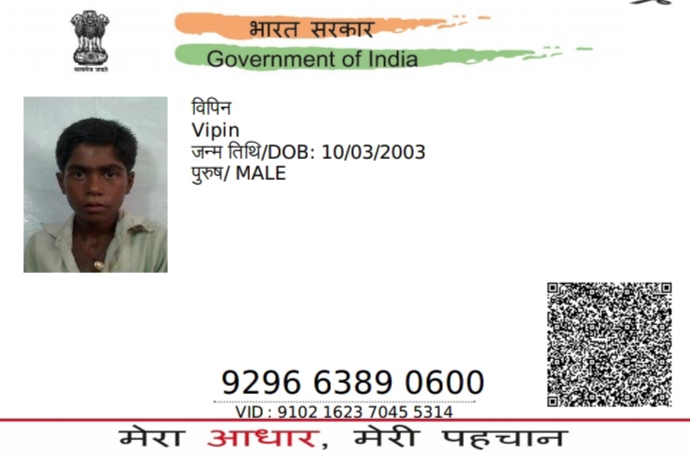 भारत सरकार
Government of India
सत्यमेव जयते
विपिन
Vipin
जन्म तिथि/DOB: 10/03/2003
पुरुष/ MALE
9296 6389 0600
VID : 9102 1623 7045 5314
मेरा आधार, मेरी पहचान